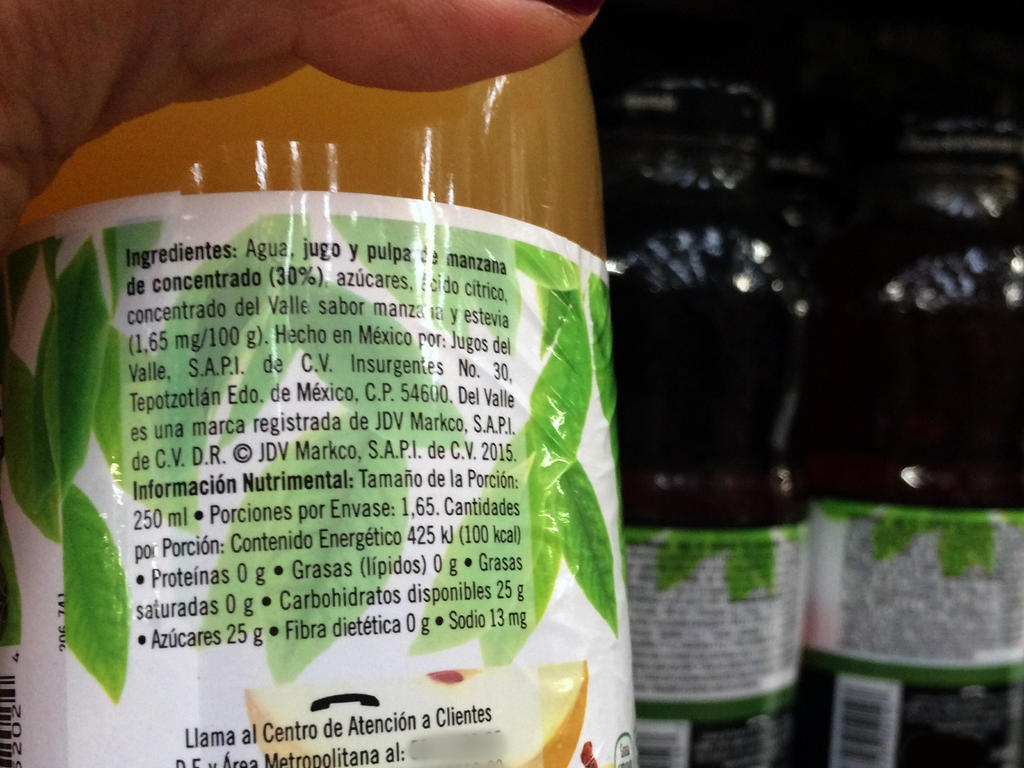 Ingredientes: Agua, jugo y pulpa de manzana
de concentrado (30%), azúcares, ácido cítrico,
concentrado del Valle sabor manzana y estevia
(1,65 mg/100 g). Hecho en México por: Jugos del
Valle, S.A.P.I. de C.V. Insurgentes No. 30,
Tepotzotlán Edo. de México, C.P. 54600. Del Valle
es una marca registrada de JDV Markco, S.A.P.I.
de C.V. D.R. © JDV Markco, S.A.P.I. de C.V. 2015.
Información Nutrimental: Tamaño de la Porción:
250 ml • Porciones por Envase: 1,65. Cantidades
por Porción: Contenido Energético 425 kJ (100 kcal)
• Proteínas 0 g • Grasas (lípidos) 0 g • Grasas
saturadas 0 g • Carbohidratos disponibles 25 g
• Azúcares 25 g • Fibra dietética 0 g • Sodio 13 mg
Llama al Centro de Atención a Clientes
D.F. y Área Metropolitana al: